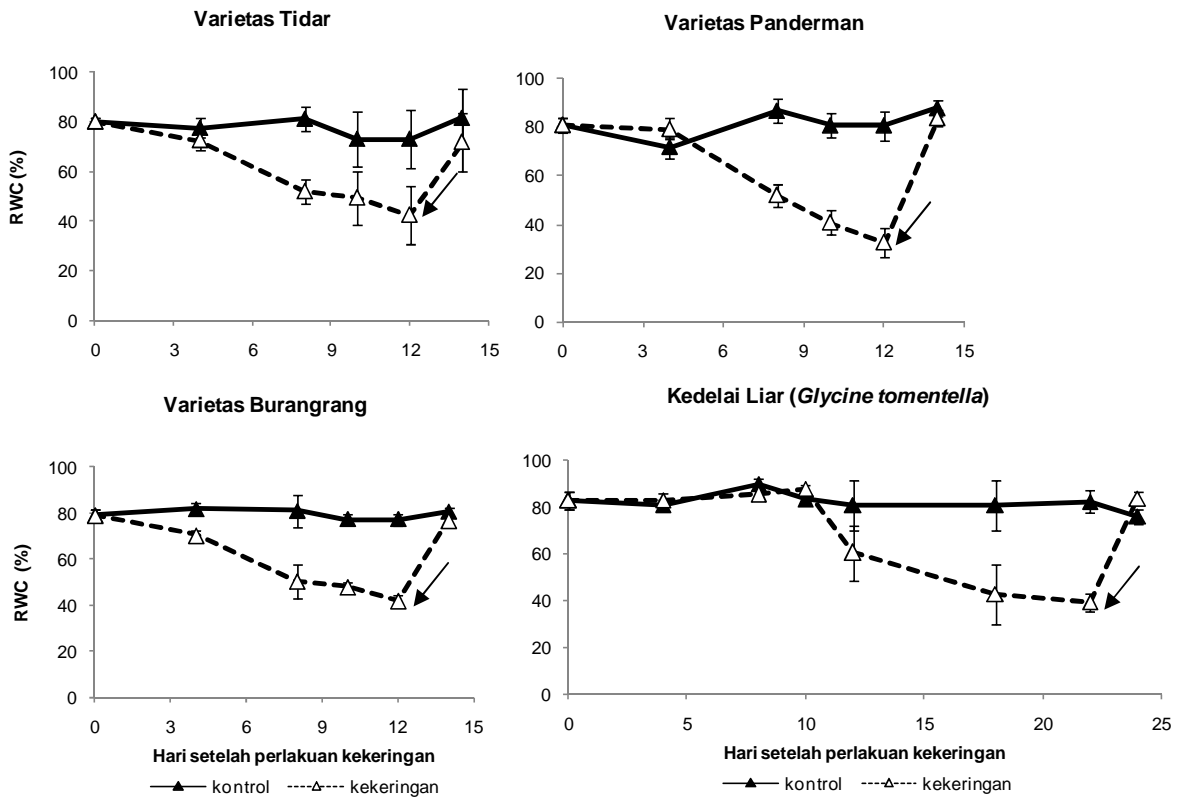 Varietas Tidar
100
80
60
40
20
0
RWC (%)
0 3 6 9 12 15
Varietas Panderman
100
80
60
40
20
0
0 3 6 9 12 15
Varietas Burangrang
100
80
60
40
20
0
RWC (%)
0 3 6 9 12 15
Hari setelah perlakuan kekeringan
kontrol kekeringan
Kedelai Liar (Glycine tomentella)
100
80
60
40
20
0
0 5 10 15 20 25
Hari setelah perlakuan kekeringan
kontrol kekeringan